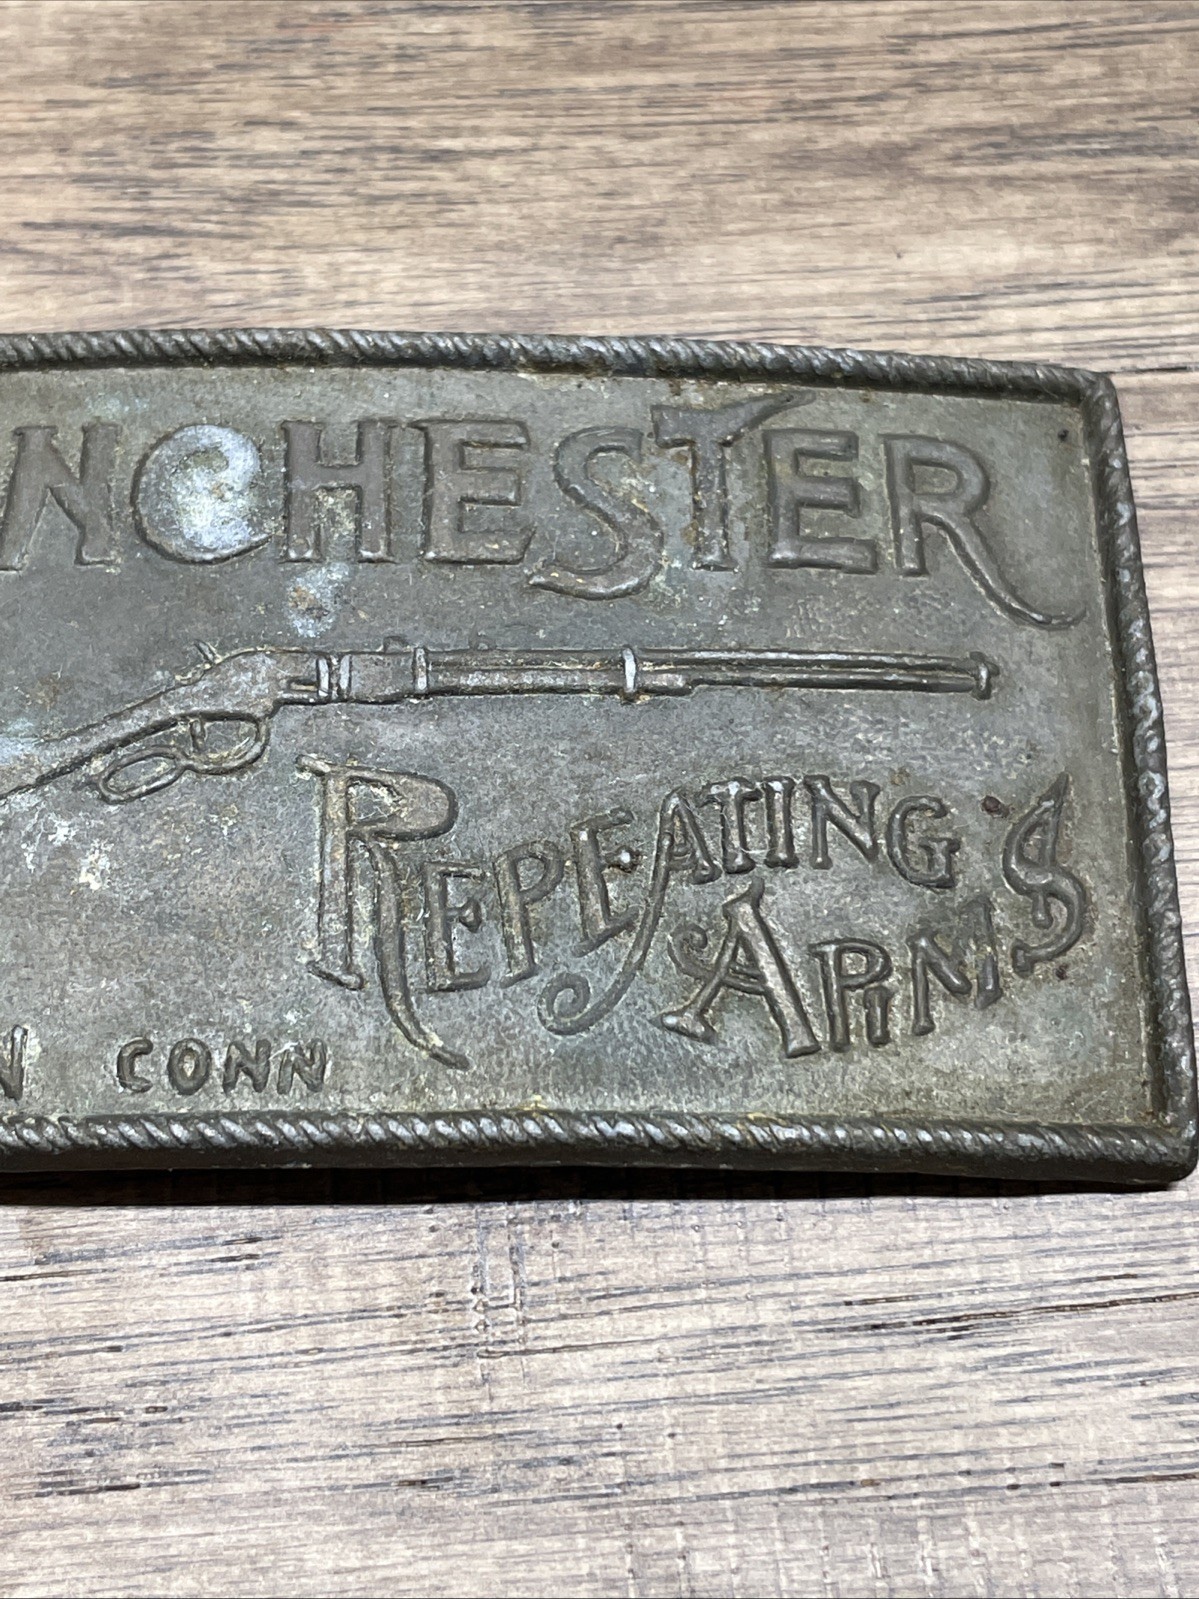 NCHESTER
REPEATING
ARMS
N CONN